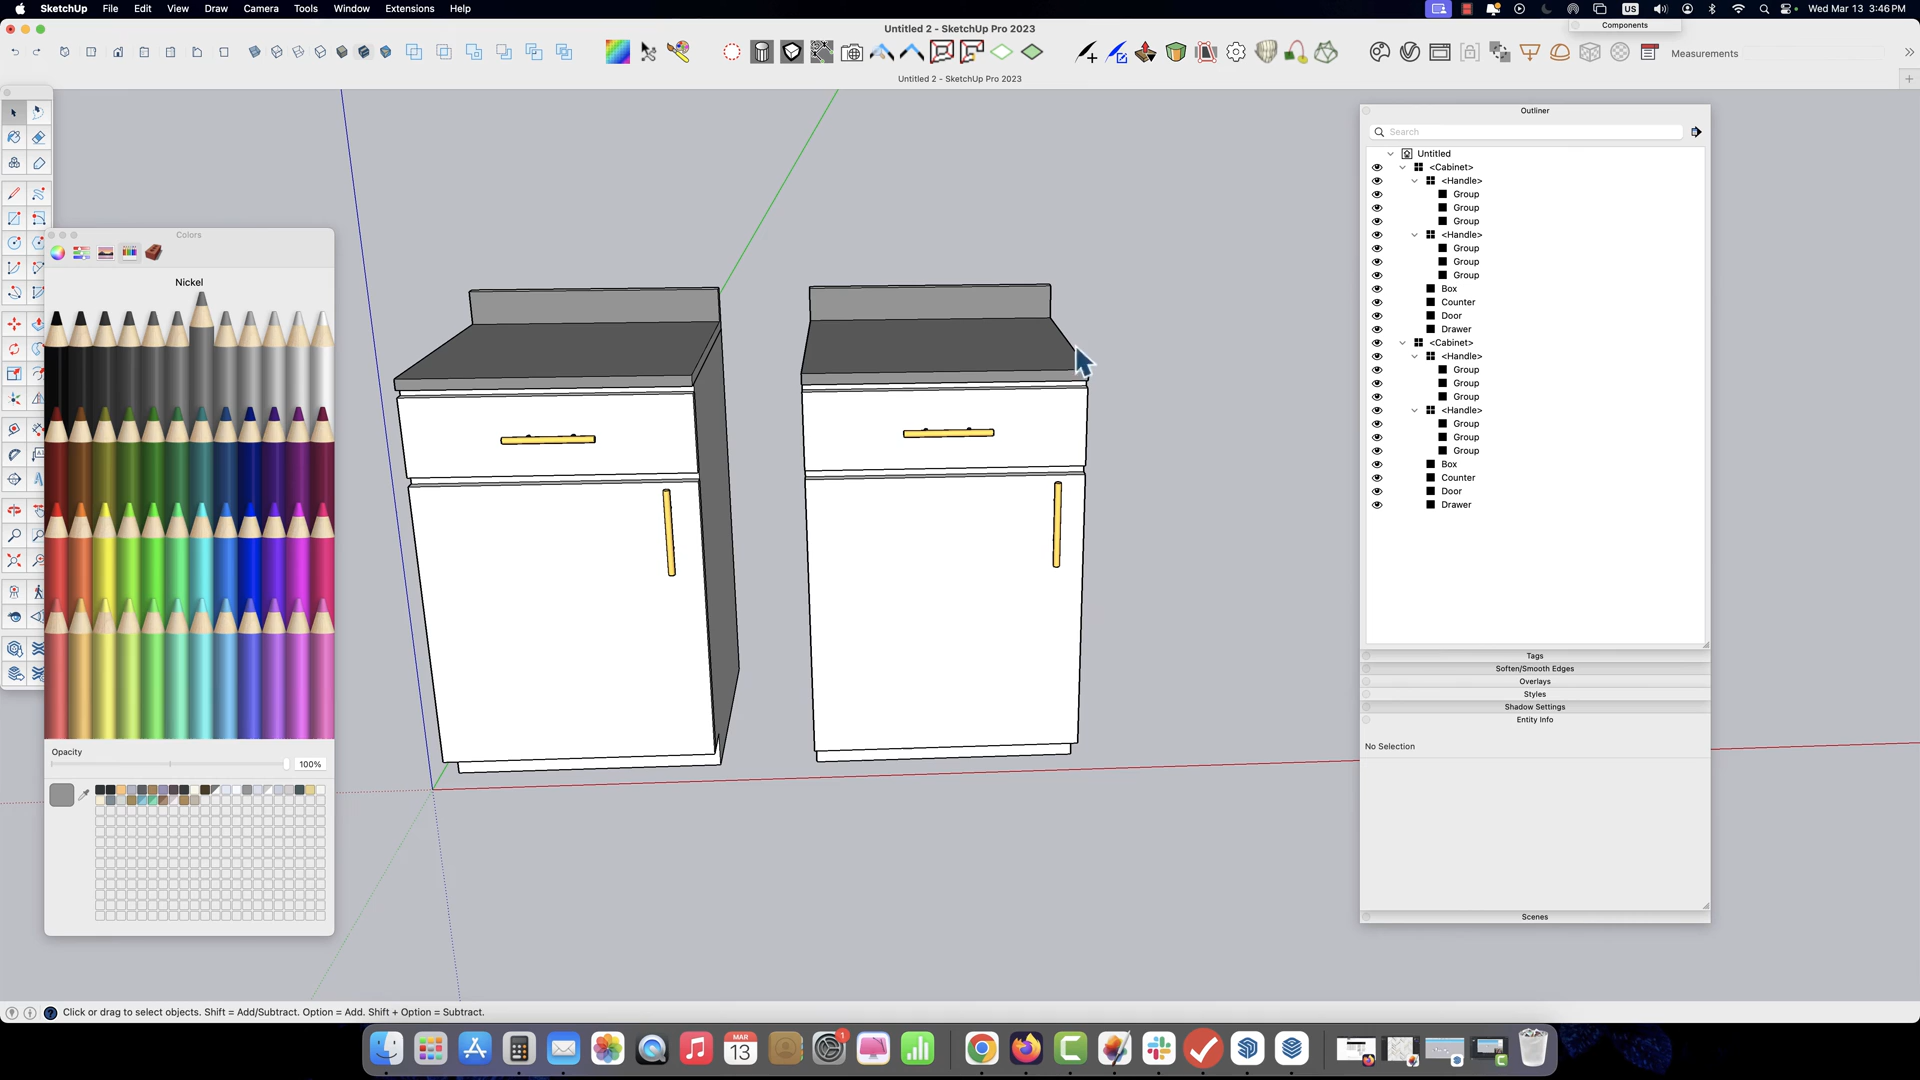 SketchUp File Edit View Draw Camera Tools Window Extensions Help
US Wed Mar 13 3:46 PM
Components
Untitled 2 - SketchUp Pro 2023
Measurements
Untitled 2 - SketchUp Pro 2023
Outliner
Search
Untitled
<Cabinet>
<Handle>
Group
Group
Group
<Handle>
Group
Group
Group
Box
Counter
Door
Drawer
<Cabinet>
<Handle>
Group
Group
Group
<Handle>
Group
Group
Group
Box
Counter
Door
Drawer
Tags
Soften/Smooth Edges
Overlays
Styles
Shadow Settings
Entity Info
No Selection
Scenes
Colors
Nickel
Opacity
100%
Click or drag to select objects. Shift = Add/Subtract. Option = Add. Shift + Option = Subtract.
MAR
13
1